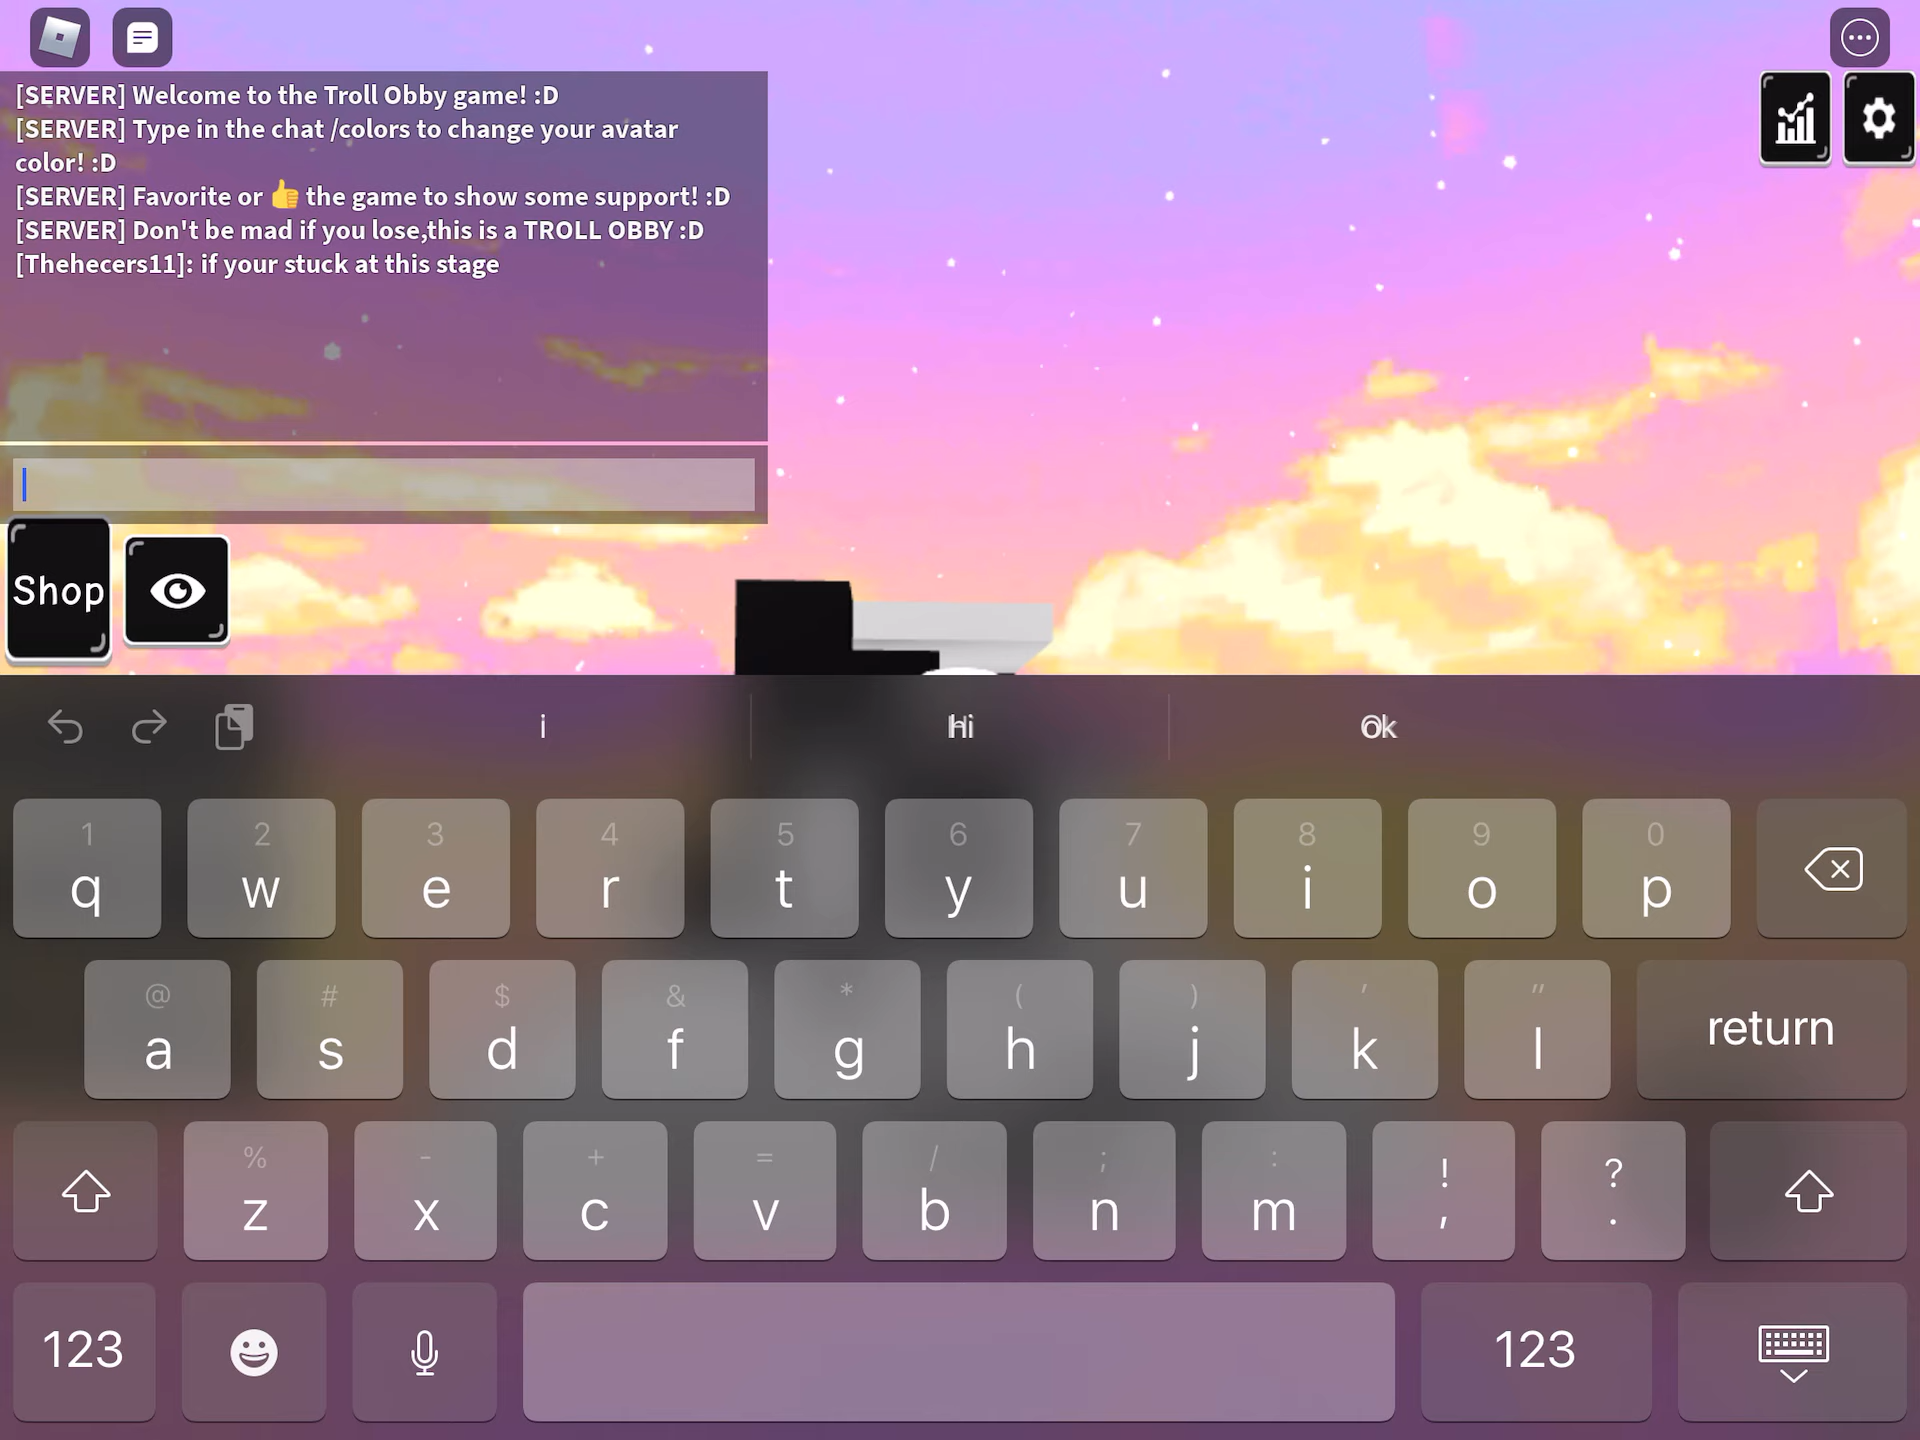 [SERVER] Welcome to the Troll Obby game! :D
[SERVER] Type in the chat /colors to change your avatar
color! :D
[SERVER] Favorite or 👍 the game to show some support! :D
[SERVER] Don't be mad if you lose,this is a TROLL OBBY :D
[Thehecers11]: if your stuck at this stage
Shop
i Hi Ok
1 2 3 4 5 6 7 8 9 0
q w e r t y u i o p
@ # $ & * ( ) ' "
a s d f g h j k l return
% - + = / ; : ! ?
z x c v b n m , .
123 123